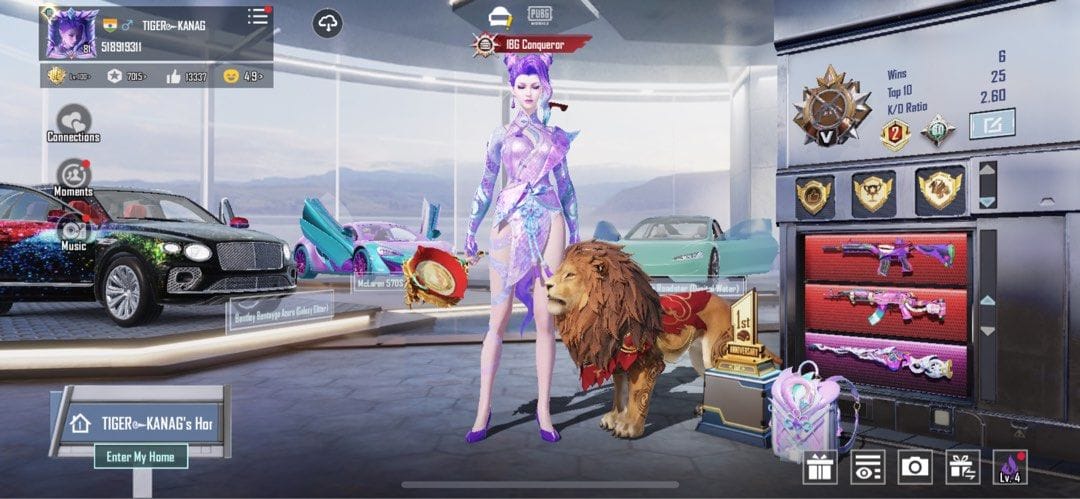 TIGER๛KANAG
518919311
81
Lv.100>
7015>
13337
49>
PUBG
MOBILE
18G Conqueror
Connections
Moments
Music
Wins 6
Top 10 25
K/D Ratio 2.60
V
2
10
Bentley Bentayga Azure (Galaxy Glitter)
McLaren 570S
Roadster (Digital Water)
1st
ANNIVERSARY
TIGER๛KANAG's Hor
Enter My Home
Lv. 4